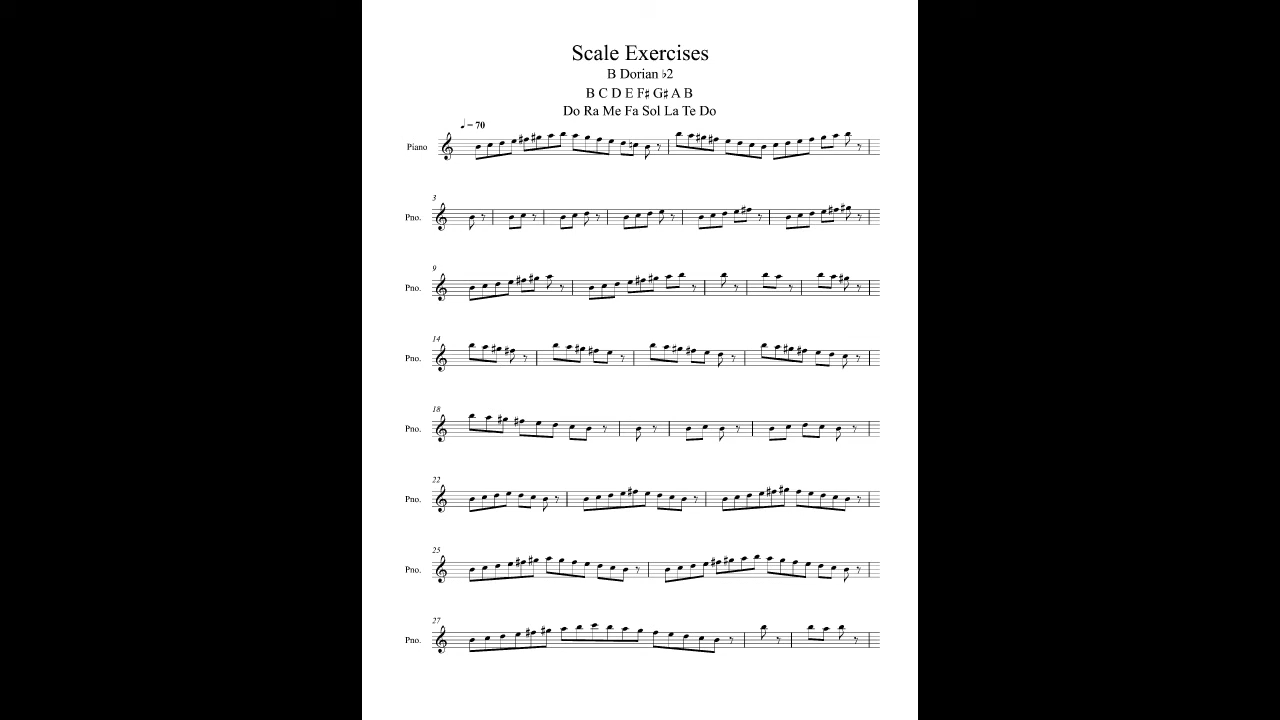 Scale Exercises
B Dorian ♭2
B C D E F♯ G♯ A B
Do Ra Me Fa Sol La Te Do
♩ = 70
Piano
3
Pno.
9
Pno.
14
Pno.
18
Pno.
22
Pno.
25
Pno.
27
Pno.